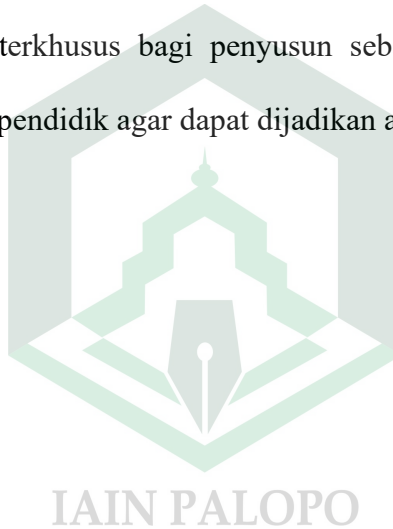 terkhusus bagi penyusun seb
pendidik agar dapat dijadikan a
IAIN PALOPO